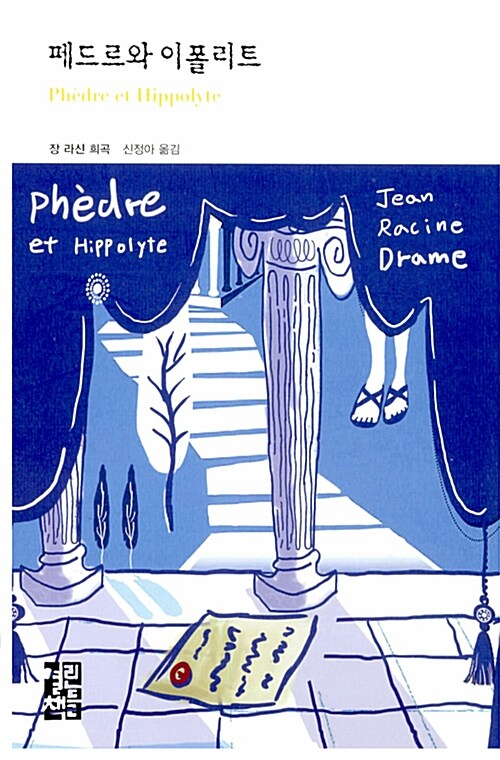 페드르와 이폴리트
Phèdre et Hippolyte
장 라신 희곡 신정아 옮김
Phèdre
et Hippolyte
Jean
Racine
Drame
열린
책들